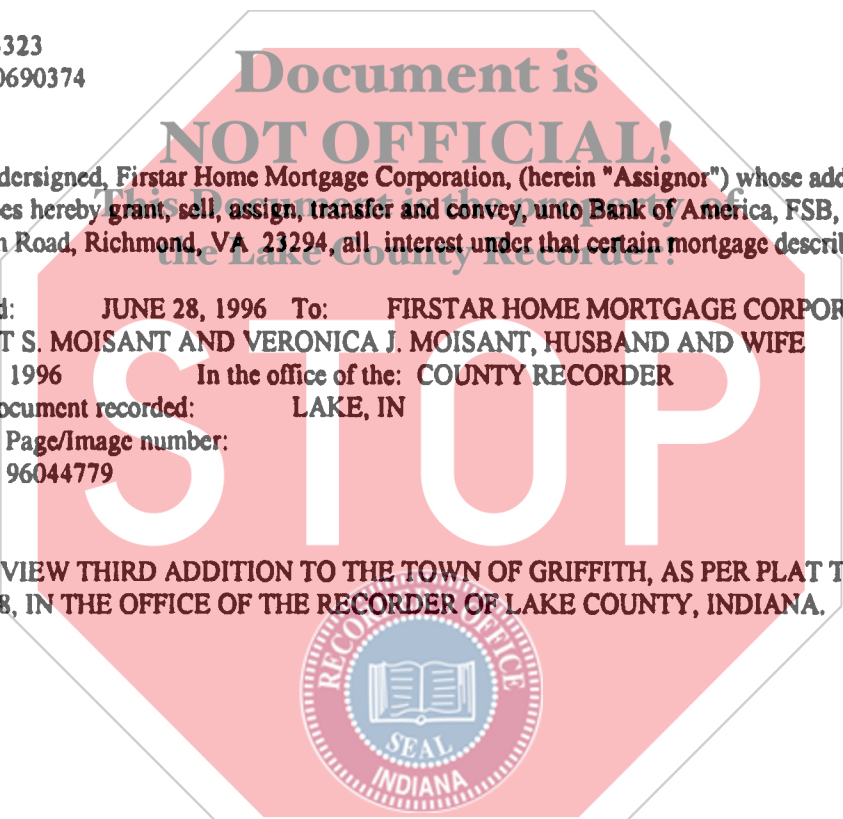 323
0690374
Document is
NOT OFFICIAL!
dersigned, Firstar Home Mortgage Corporation, (herein "Assignor") whose add
This Document is the property of
es hereby grant, sell, assign, transfer and convey, unto Bank of America, FSB,
n Road, Richmond, VA 23294, all interest under that certain mortgage describ
the Lake County Recorder!
d: JUNE 28, 1996 To: FIRSTAR HOME MORTGAGE CORPOR
T S. MOISANT AND VERONICA J. MOISANT, HUSBAND AND WIFE
1996 In the office of the: COUNTY RECORDER
ocument recorded: LAKE, IN
Page/Image number:
96044779
STOP
VIEW THIRD ADDITION TO THE TOWN OF GRIFFITH, AS PER PLAT T
8, IN THE OFFICE OF THE RECORDER OF LAKE COUNTY, INDIANA.
RECORDER OFFICE
SEAL
INDIANA